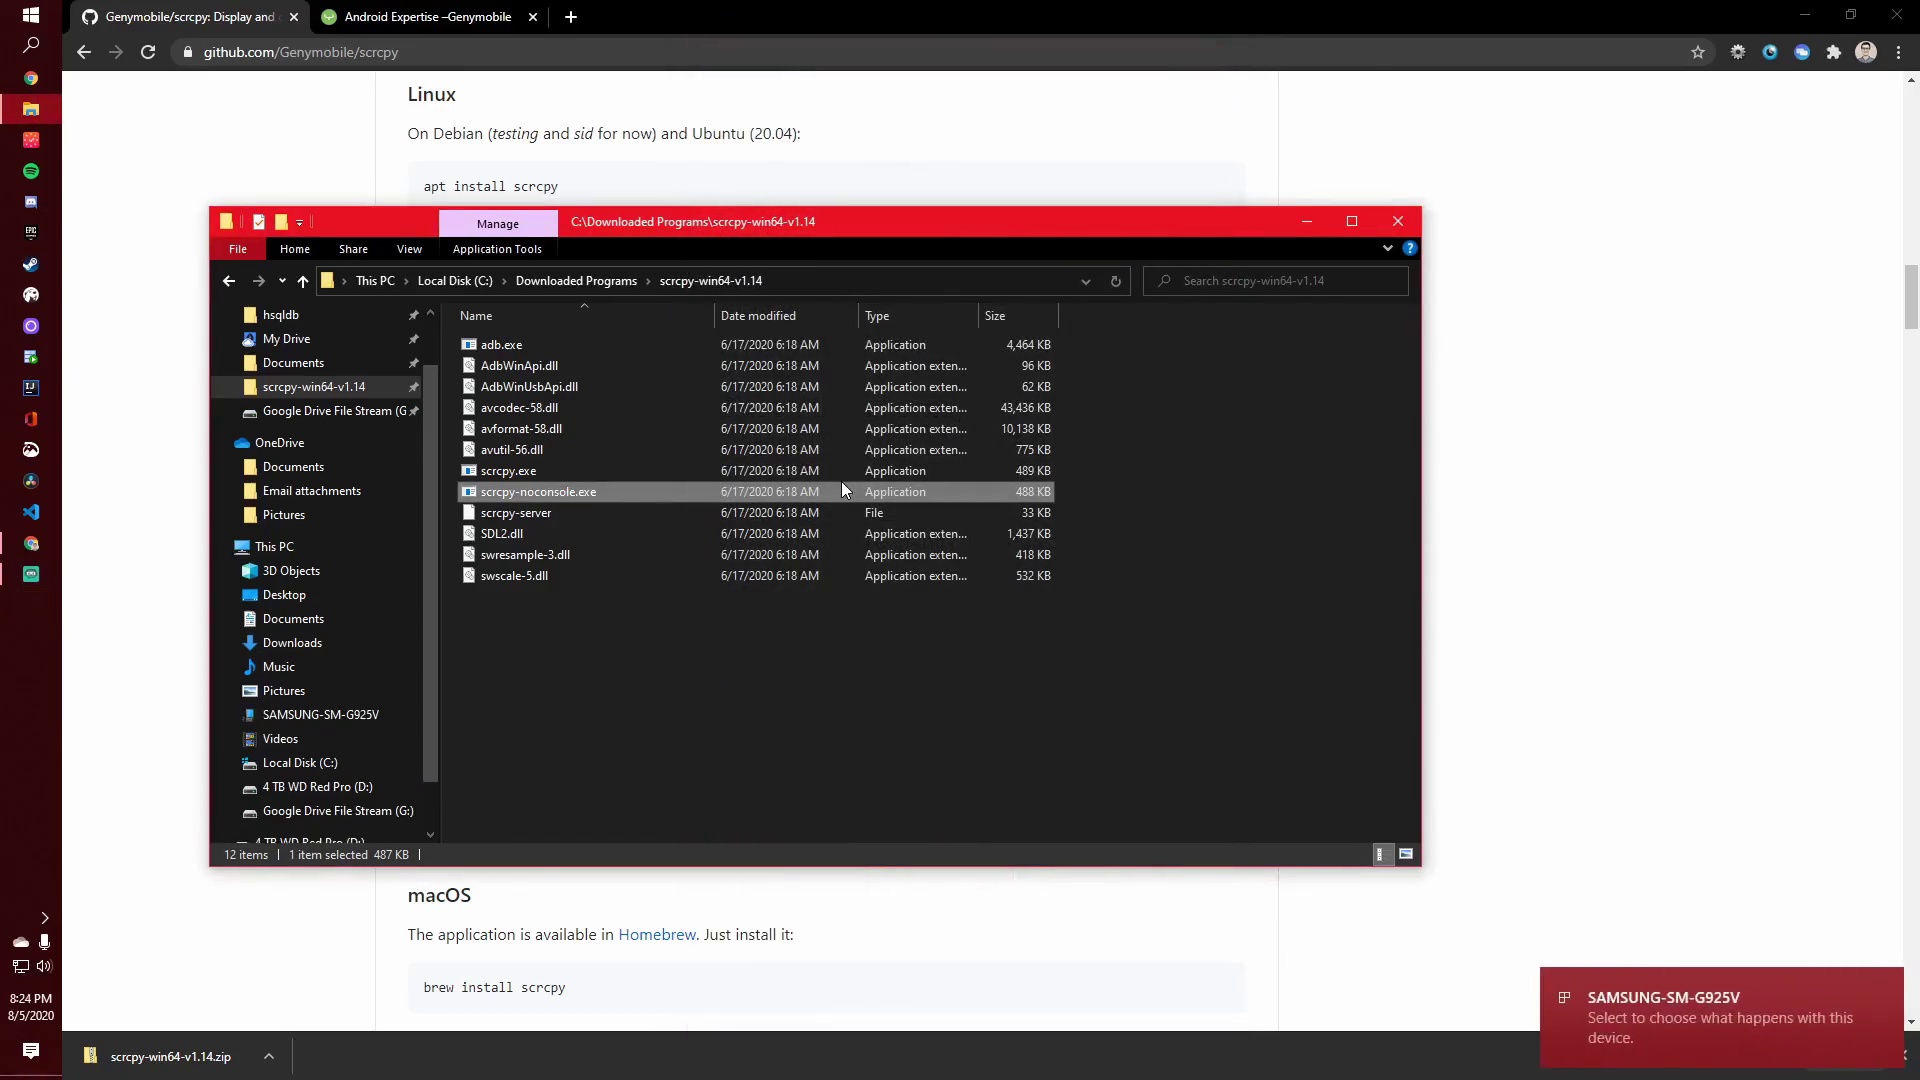 Genymobile/scrcpy: Display and
Android Expertise –Genymobile
github.com/Genymobile/scrcpy
Linux
On Debian (testing and sid for now) and Ubuntu (20.04):
apt install scrcpy
Manage
C:\Downloaded Programs\scrcpy-win64-v1.14
File
Home
Share
View
Application Tools
This PC
Local Disk (C:)
Downloaded Programs
scrcpy-win64-v1.14
Search scrcpy-win64-v1.14
hsqldb
My Drive
Documents
scrcpy-win64-v1.14
Google Drive File Stream (G
OneDrive
Documents
Email attachments
Pictures
This PC
3D Objects
Desktop
Documents
Downloads
Music
Pictures
SAMSUNG-SM-G925V
Videos
Local Disk (C:)
4 TB WD Red Pro (D:)
Google Drive File Stream (G:)
4 TB WD Red Pro (D:)
Name Date modified Type Size
adb.exe 6/17/2020 6:18 AM Application 4,464 KB
AdbWinApi.dll 6/17/2020 6:18 AM Application exten... 96 KB
AdbWinUsbApi.dll 6/17/2020 6:18 AM Application exten... 62 KB
avcodec-58.dll 6/17/2020 6:18 AM Application exten... 43,436 KB
avformat-58.dll 6/17/2020 6:18 AM Application exten... 10,138 KB
avutil-56.dll 6/17/2020 6:18 AM Application exten... 775 KB
scrcpy.exe 6/17/2020 6:18 AM Application 489 KB
scrcpy-noconsole.exe 6/17/2020 6:18 AM Application 488 KB
scrcpy-server 6/17/2020 6:18 AM File 33 KB
SDL2.dll 6/17/2020 6:18 AM Application exten... 1,437 KB
swresample-3.dll 6/17/2020 6:18 AM Application exten... 418 KB
swscale-5.dll 6/17/2020 6:18 AM Application exten... 532 KB
12 items
1 item selected 487 KB
macOS
The application is available in Homebrew. Just install it:
brew install scrcpy
EPIC
IJ
8:24 PM
8/5/2020
scrcpy-win64-v1.14.zip
SAMSUNG-SM-G925V
Select to choose what happens with this
device.